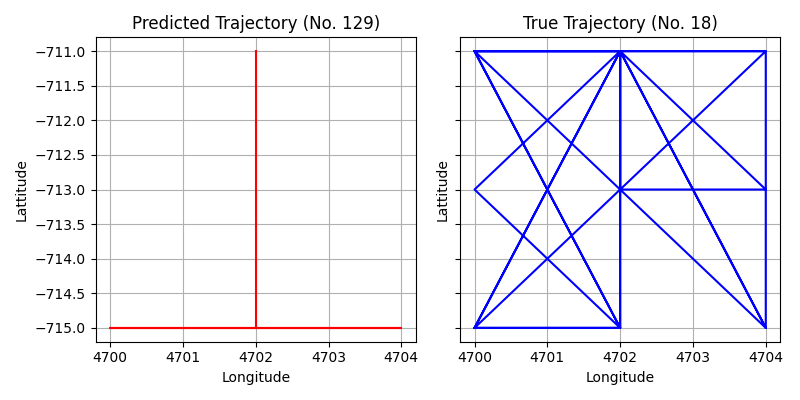 Predicted Trajectory (No. 129)
True Trajectory (No. 18)
−711.0
−711.5
−712.0
−712.5
−713.0
−713.5
−714.0
−714.5
−715.0
Lattitude
Lattitude
4700 4701 4702 4703 4704
4700 4701 4702 4703 4704
Longitude
Longitude